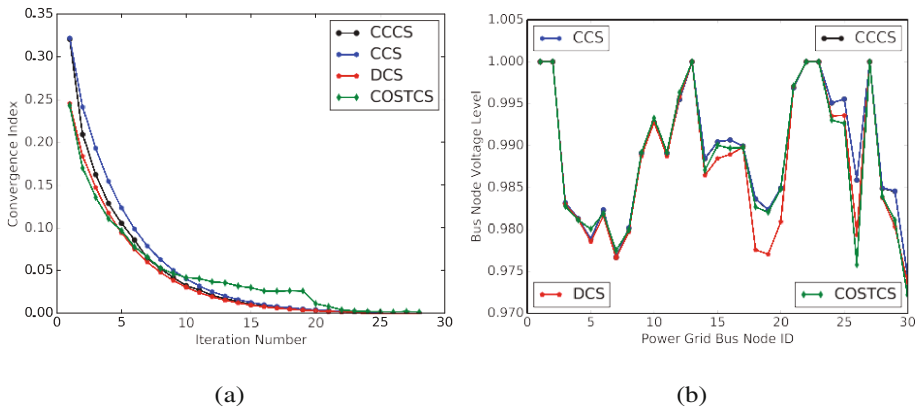 0.35
0.30
0.25
0.20
0.15
0.10
0.05
0.00
Convergence Index
CCCS
CCS
DCS
COSTCS
0 5 10 15 20 25 30
Iteration Number
(a)
1.005
1.000
0.995
0.990
0.985
0.980
0.975
0.970
Bus Node Voltage Level
CCS
CCCS
DCS
COSTCS
0 5 10 15 20 25 30
Power Grid Bus Node ID
(b)